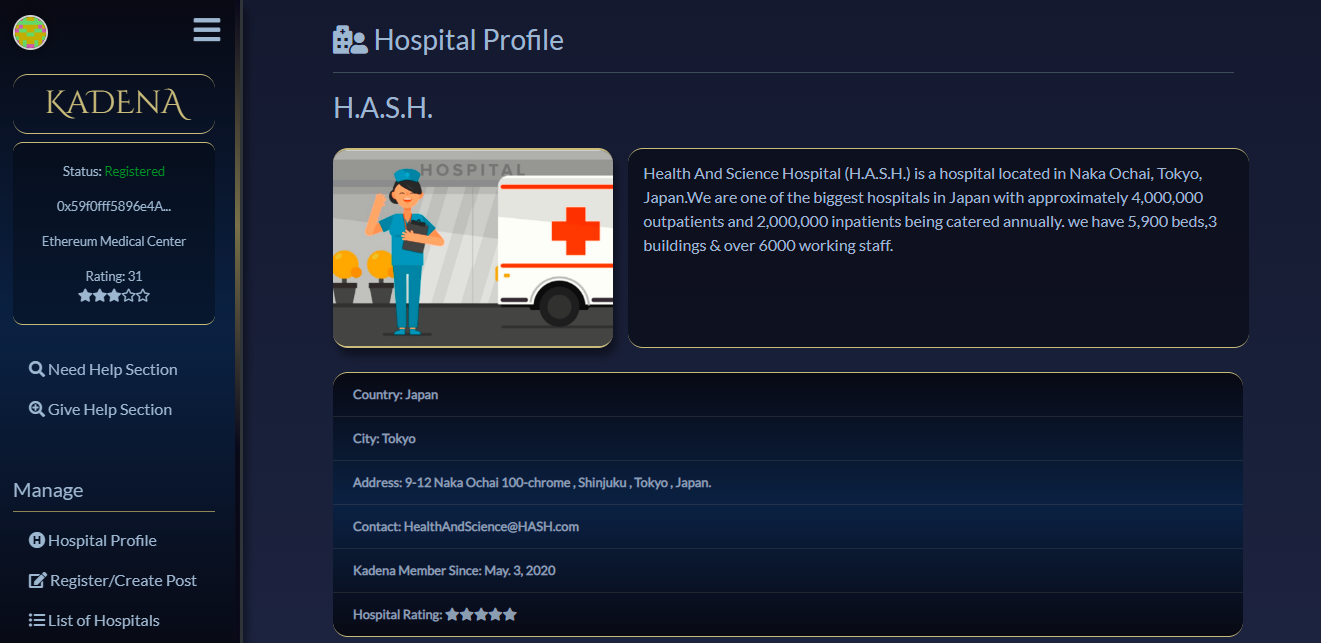 KADENA
Status: Registered
0x59f0fff5896e4A...
Ethereum Medical Center
Rating: 31
Need Help Section
Give Help Section
Manage
Hospital Profile
Register/Create Post
List of Hospitals
Hospital Profile
H.A.S.H.
HOSPITAL
Health And Science Hospital (H.A.S.H.) is a hospital located in Naka Ochai, Tokyo,
Japan.We are one of the biggest hospitals in Japan with approximately 4,000,000
outpatients and 2,000,000 inpatients being catered annually. we have 5,900 beds,3
buildings & over 6000 working staff.
Country: Japan
City: Tokyo
Address: 9-12 Naka Ochai 100-chrome , Shinjuku , Tokyo , Japan.
Contact: HealthAndScience@HASH.com
Kadena Member Since: May. 3, 2020
Hospital Rating: